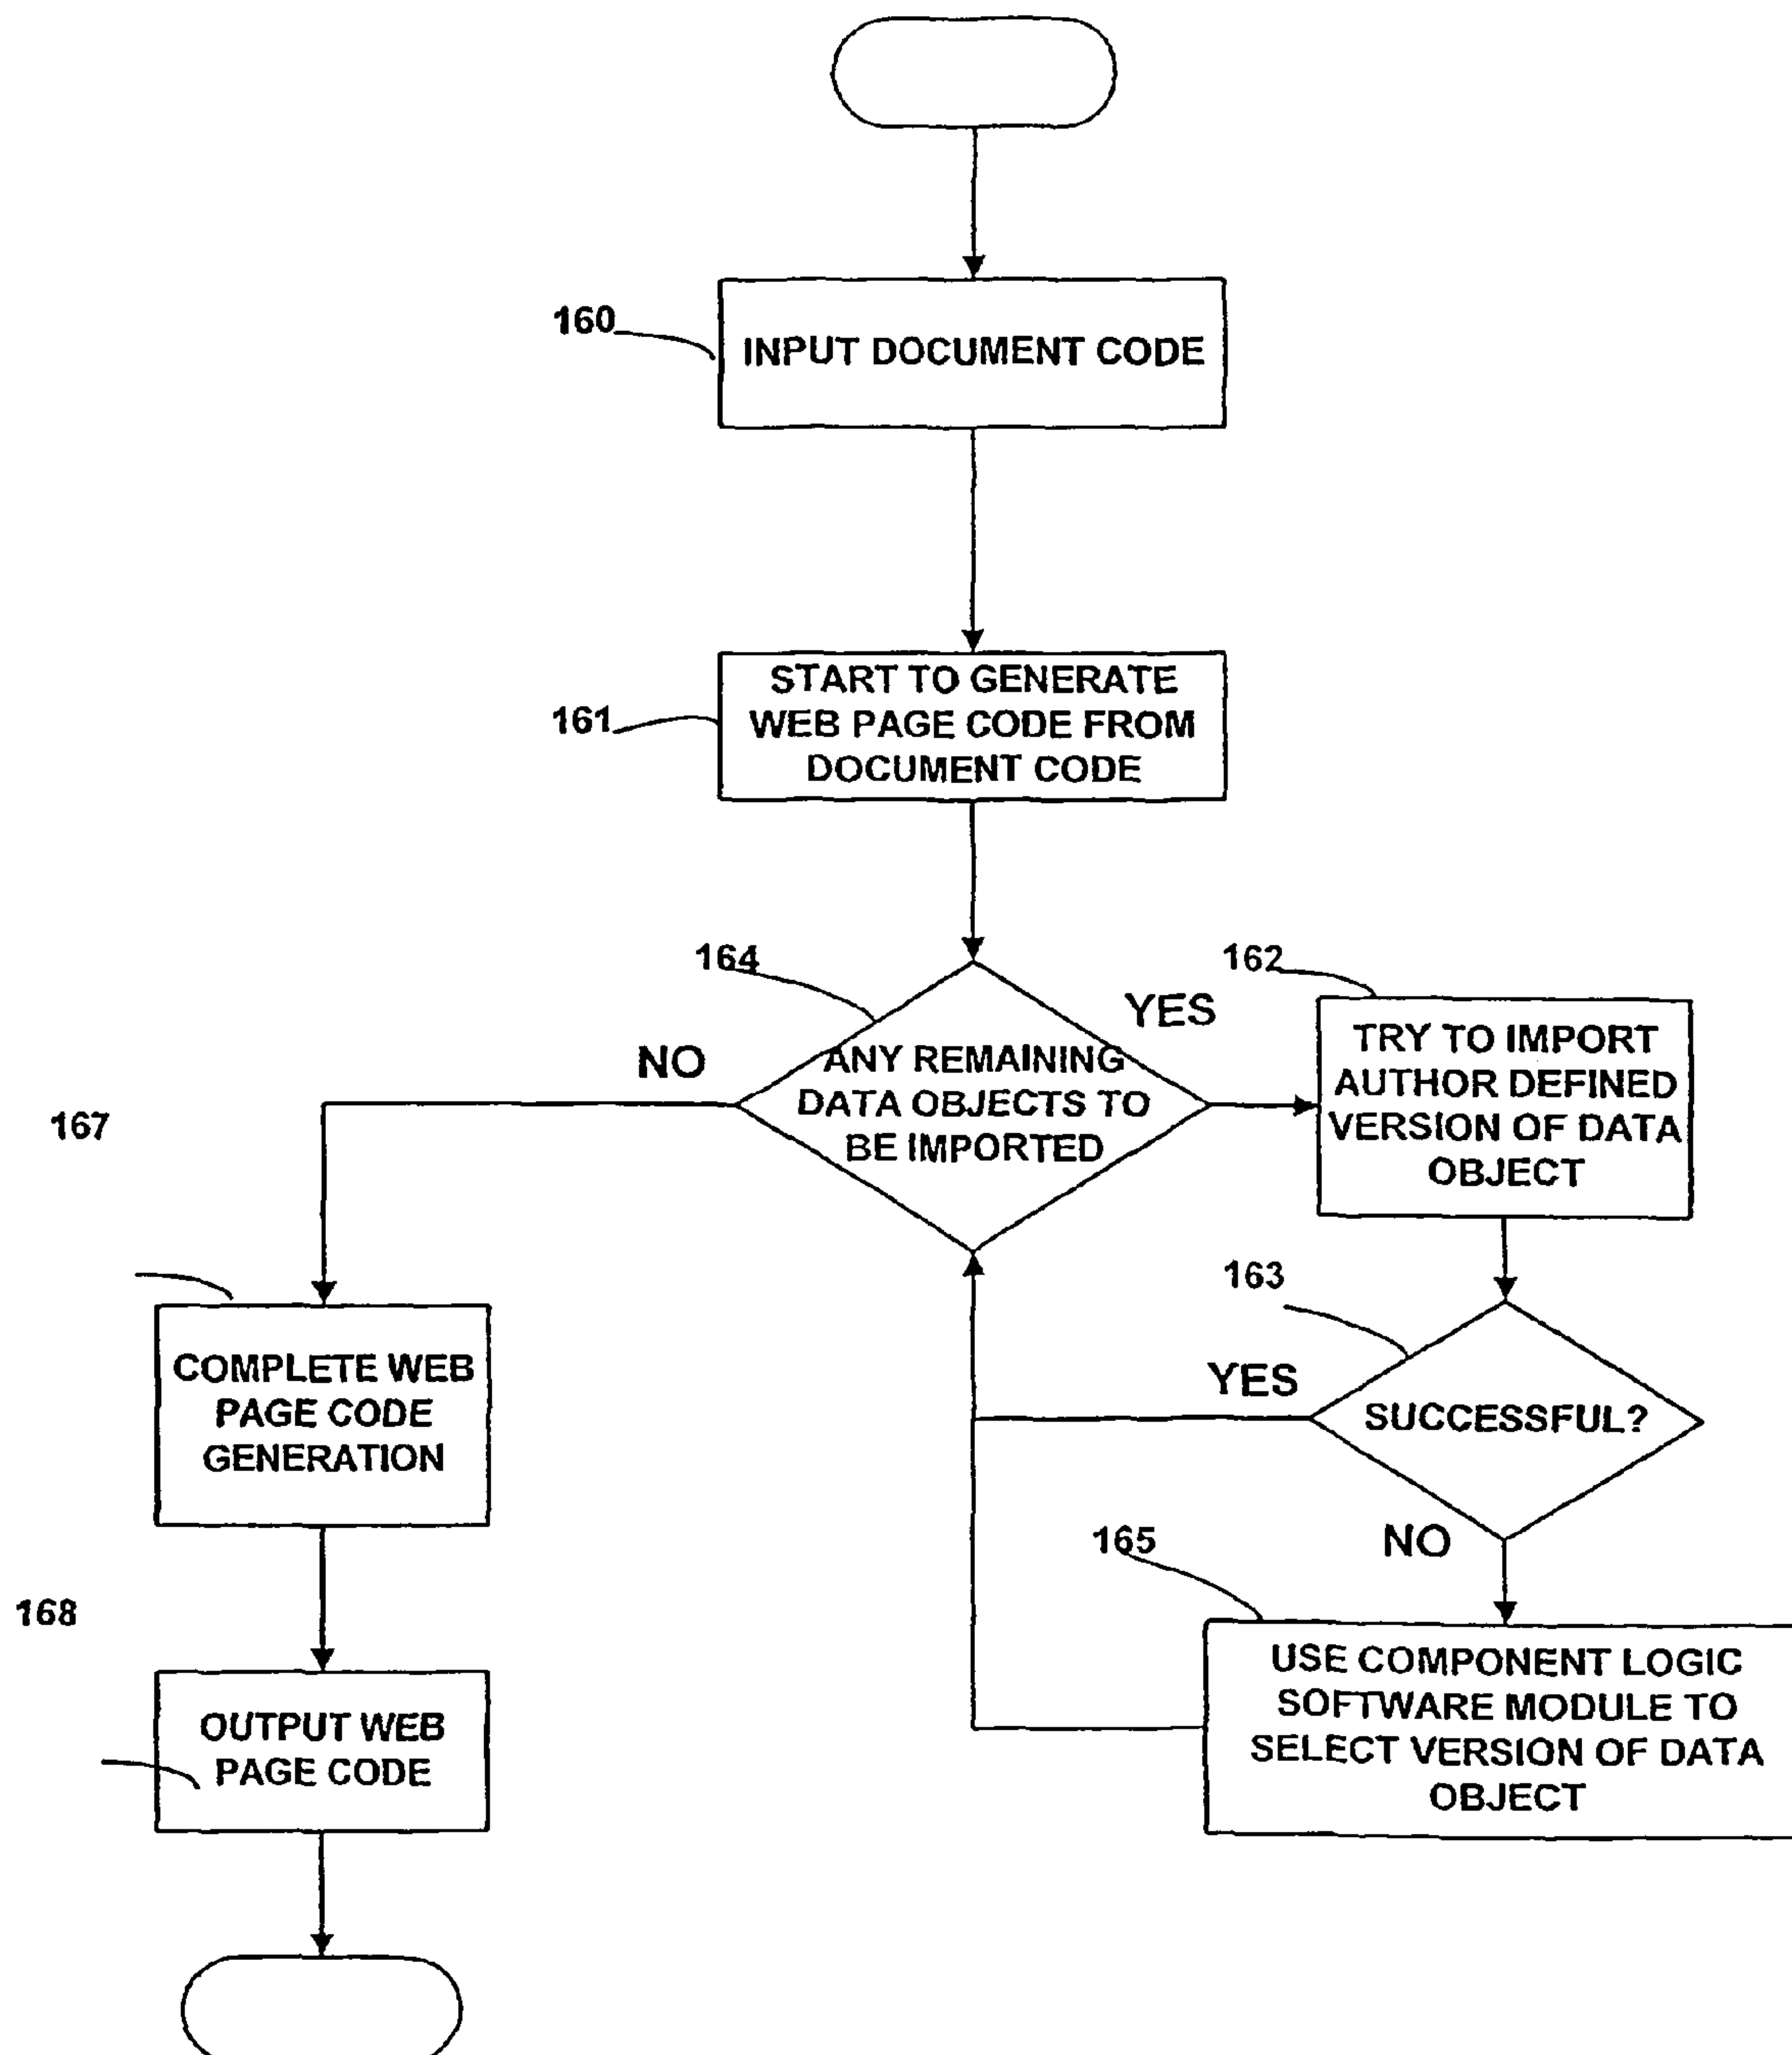 160
INPUT DOCUMENT CODE
161
START TO GENERATE
WEB PAGE CODE FROM
DOCUMENT CODE
164
ANY REMAINING
DATA OBJECTS TO
BE IMPORTED
YES
NO
162
TRY TO IMPORT
AUTHOR DEFINED
VERSION OF DATA
OBJECT
163
SUCCESSFUL?
YES
NO
165
USE COMPONENT LOGIC
SOFTWARE MODULE TO
SELECT VERSION OF DATA
OBJECT
167
COMPLETE WEB
PAGE CODE
GENERATION
168
OUTPUT WEB
PAGE CODE